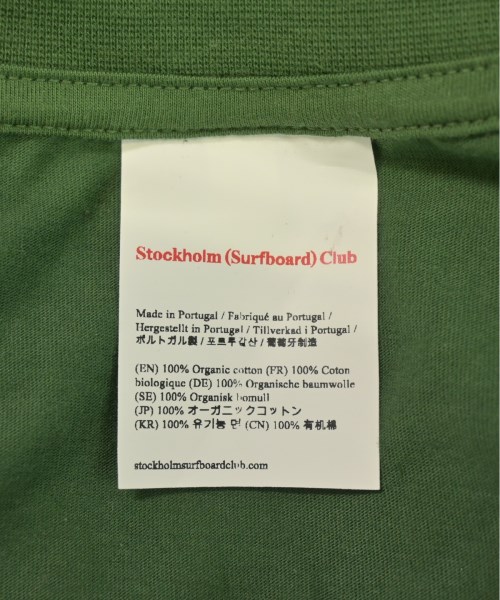 Stockholm (Surfboard) Club
Made in Portugal / Fabriqué au Portugal /
Hergestellt in Portugal / Tillverkad i Portugal /
ポルトガル製 / 포르투갈산 / 葡萄牙制造
(EN) 100% Organic cotton (FR) 100% Coton
biologique (DE) 100% Organische baumwolle
(SE) 100% Organisk bomull
(JP) 100% オーガニックコットン
(KR) 100% 유기농 면 (CN) 100% 有机棉
stockholmsurfboardclub.com